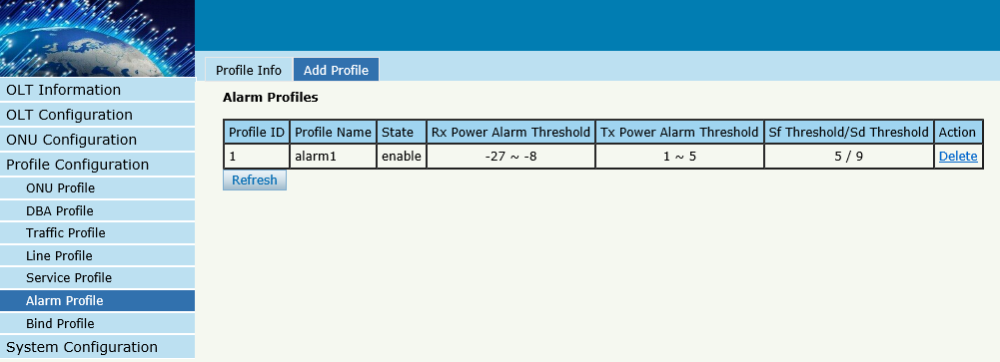 OLT Information
OLT Configuration
ONU Configuration
Profile Configuration
ONU Profile
DBA Profile
Traffic Profile
Line Profile
Service Profile
Alarm Profile
Bind Profile
System Configuration
Profile Info Add Profile
Alarm Profiles
Profile ID Profile Name State Rx Power Alarm Threshold Tx Power Alarm Threshold Sf Threshold/Sd Threshold Action
1 alarm1 enable -27 ~ -8 1 ~ 5 5 / 9 Delete
Refresh